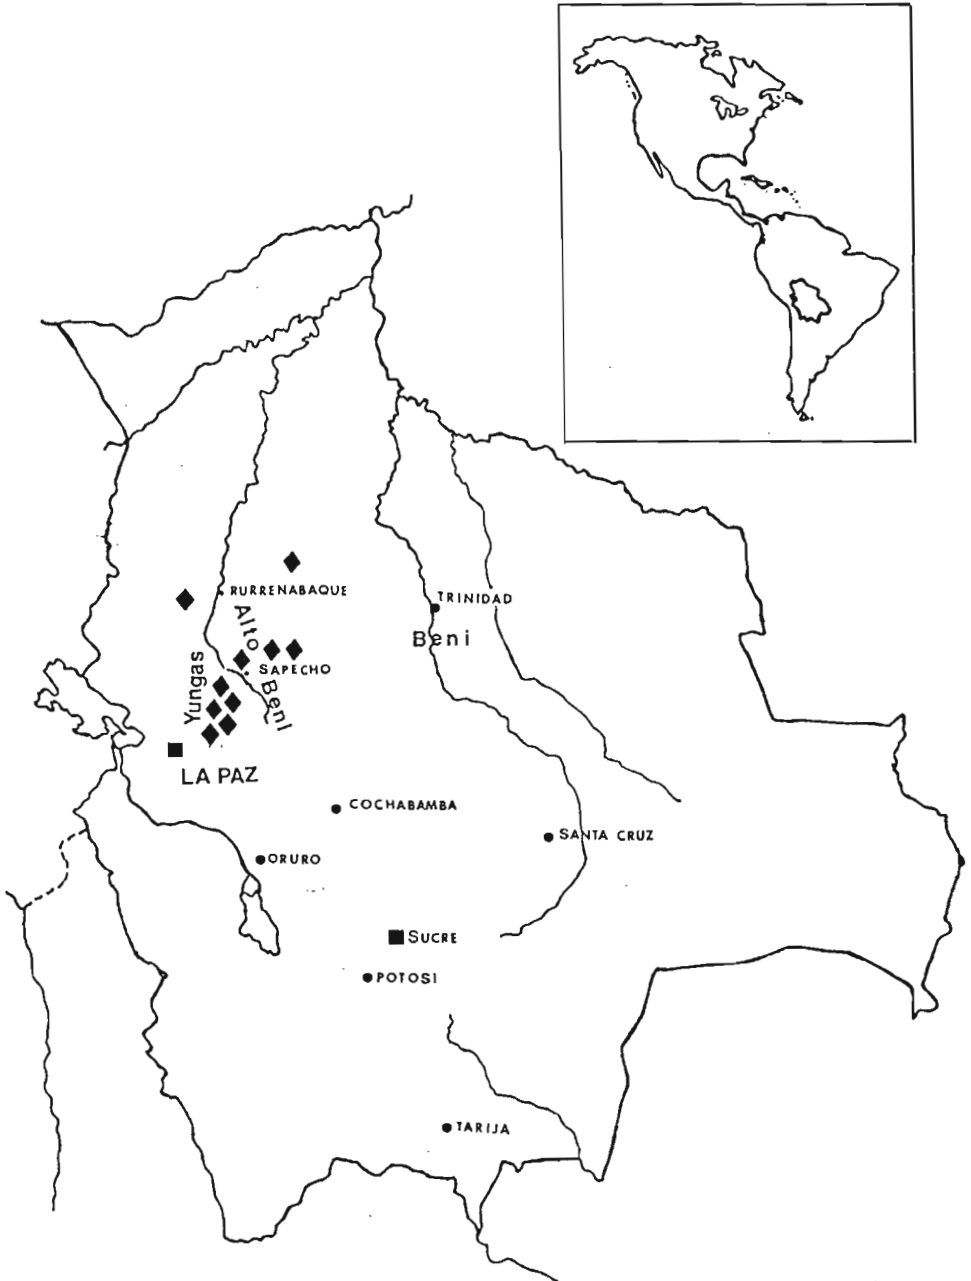 RURRENABAQUE
TRINIDAD
Alto
Beni
Yungas
SAPECHO
BenI
LA PAZ
COCHABAMBA
SANTA CRUZ
ORURO
SUCRE
POTOSI
TARIJA